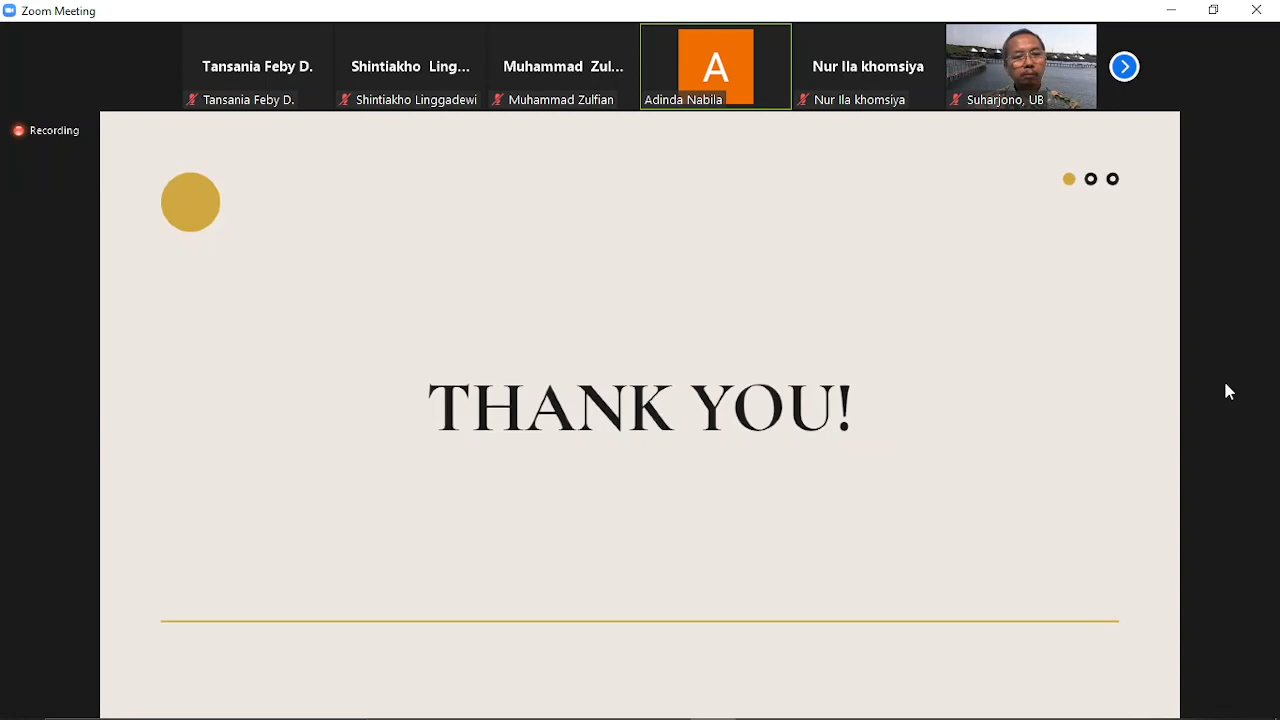 Zoom Meeting
Tansania Feby D.
Shintiakho Ling...
Muhammad Zul...
A
Nur Ila khomsiya
Tansania Feby D.
Shintiakho Linggadewi
Muhammad Zulfian
Adinda Nabila
Nur Ila khomsiya
Suharjono, UB
Recording
THANK YOU!